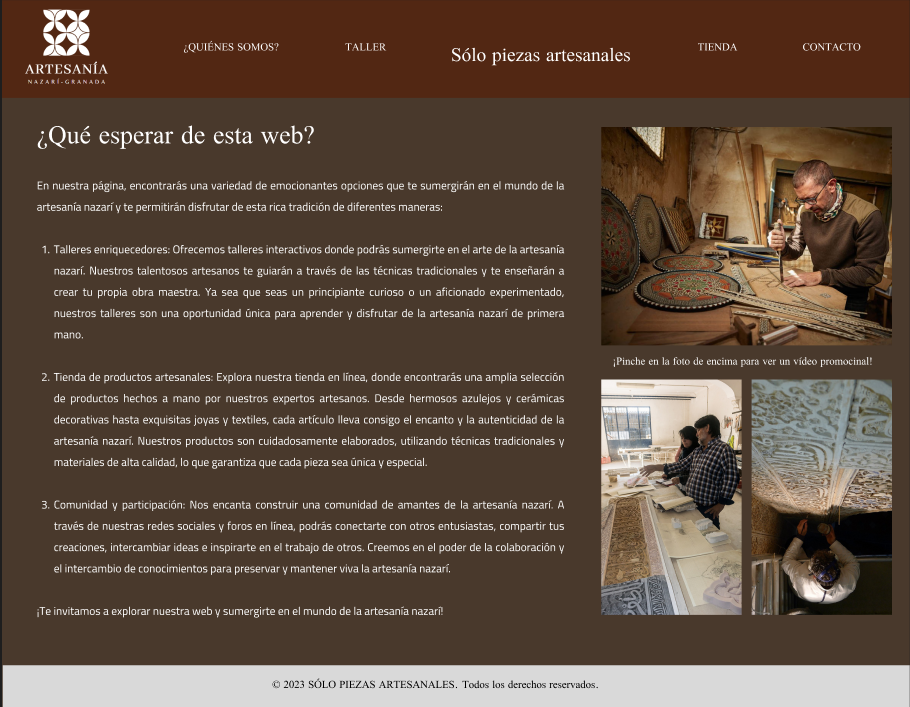 ARTESANÍA
NAZARÍ-GRANADA
¿QUIÉNES SOMOS?
TALLER
Sólo piezas artesanales
TIENDA
CONTACTO
¿Qué esperar de esta web?
En nuestra página, encontrarás una variedad de emocionantes opciones que te sumergirán en el mundo de la
artesanía nazarí y te permitirán disfrutar de esta rica tradición de diferentes maneras:
1. Talleres enriquecedores: Ofrecemos talleres interactivos donde podrás sumergirte en el arte de la artesanía
nazarí. Nuestros talentosos artesanos te guiarán a través de las técnicas tradicionales y te enseñarán a
crear tu propia obra maestra. Ya sea que seas un principiante curioso o un aficionado experimentado,
nuestros talleres son una oportunidad única para aprender y disfrutar de la artesanía nazarí de primera
mano.
2. Tienda de productos artesanales: Explora nuestra tienda en línea, donde encontrarás una amplia selección
de productos hechos a mano por nuestros expertos artesanos. Desde hermosos azulejos y cerámicas
decorativas hasta exquisitas joyas y textiles, cada artículo lleva consigo el encanto y la autenticidad de la
artesanía nazarí. Nuestros productos son cuidadosamente elaborados, utilizando técnicas tradicionales y
materiales de alta calidad, lo que garantiza que cada pieza sea única y especial.
3. Comunidad y participación: Nos encanta construir una comunidad de amantes de la artesanía nazarí. A
través de nuestras redes sociales y foros en línea, podrás conectarte con otros entusiastas, compartir tus
creaciones, intercambiar ideas e inspirarte en el trabajo de otros. Creemos en el poder de la colaboración y
el intercambio de conocimientos para preservar y mantener viva la artesanía nazarí.
¡Te invitamos a explorar nuestra web y sumergirte en el mundo de la artesanía nazarí!
¡Pinche en la foto de encima para ver un vídeo promocinal!
© 2023 SÓLO PIEZAS ARTESANALES. Todos los derechos reservados.